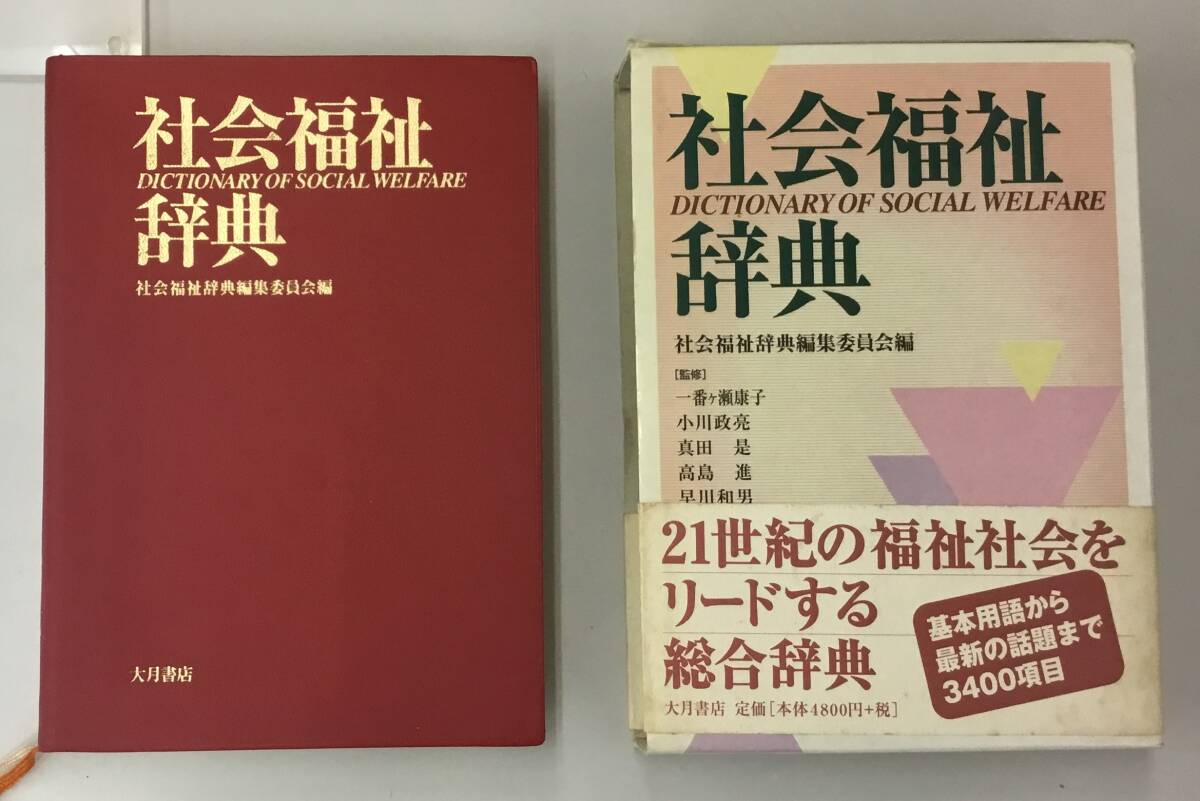 社会福祉
DICTIONARY OF SOCIAL WELFARE
辞典
社会福祉辞典編集委員会編
大月書店
社会福祉
DICTIONARY OF SOCIAL WELFARE
辞典
社会福祉辞典編集委員会編
[監修]
一番ヶ瀬康子
小川政亮
真田 是
高島 進
早川和男
21世紀の福祉社会を
リードする
総合辞典
基本用語から
最新の話題まで
3400項目
大月書店 定価[本体4800円+税]